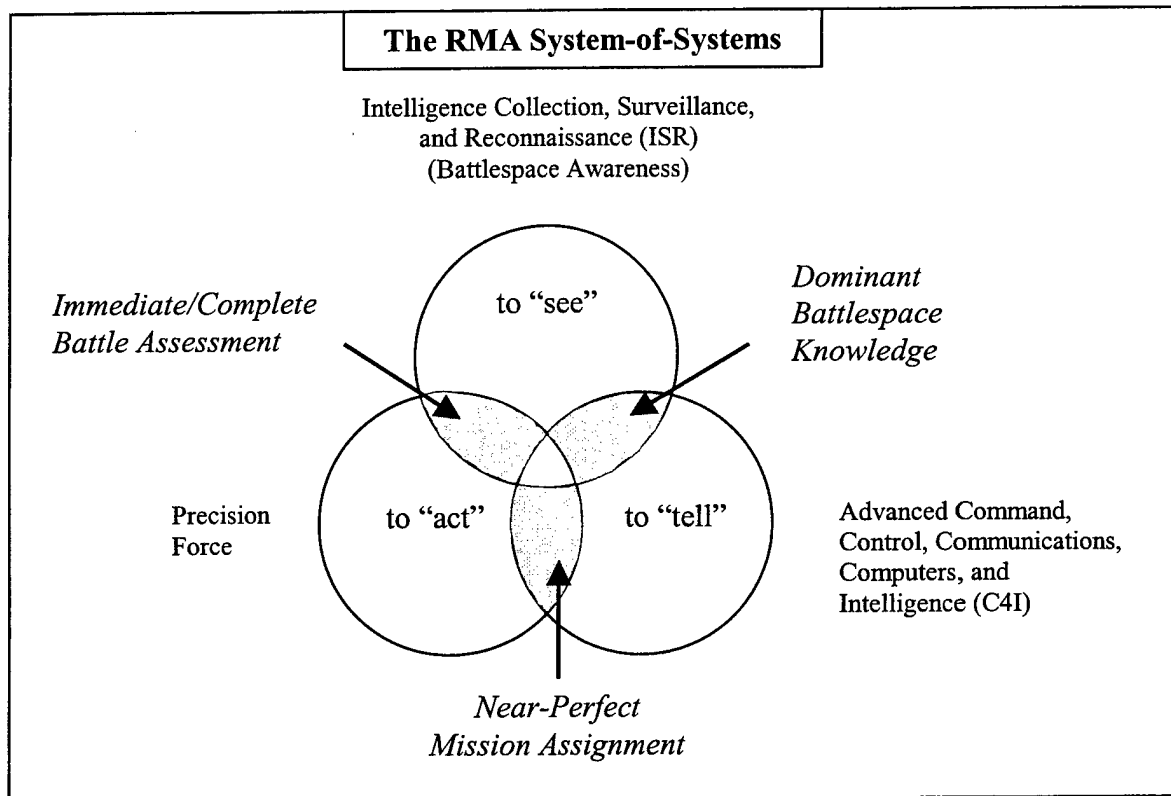 The RMA System-of-Systems
Intelligence Collection, Surveillance,
and Reconnaissance (ISR)
(Battlespace Awareness)
to “see”
Immediate/Complete
Battle Assessment
Dominant
Battlespace
Knowledge
Precision
Force
to “act”
to “tell”
Advanced Command,
Control, Communications,
Computers, and
Intelligence (C4I)
Near-Perfect
Mission Assignment